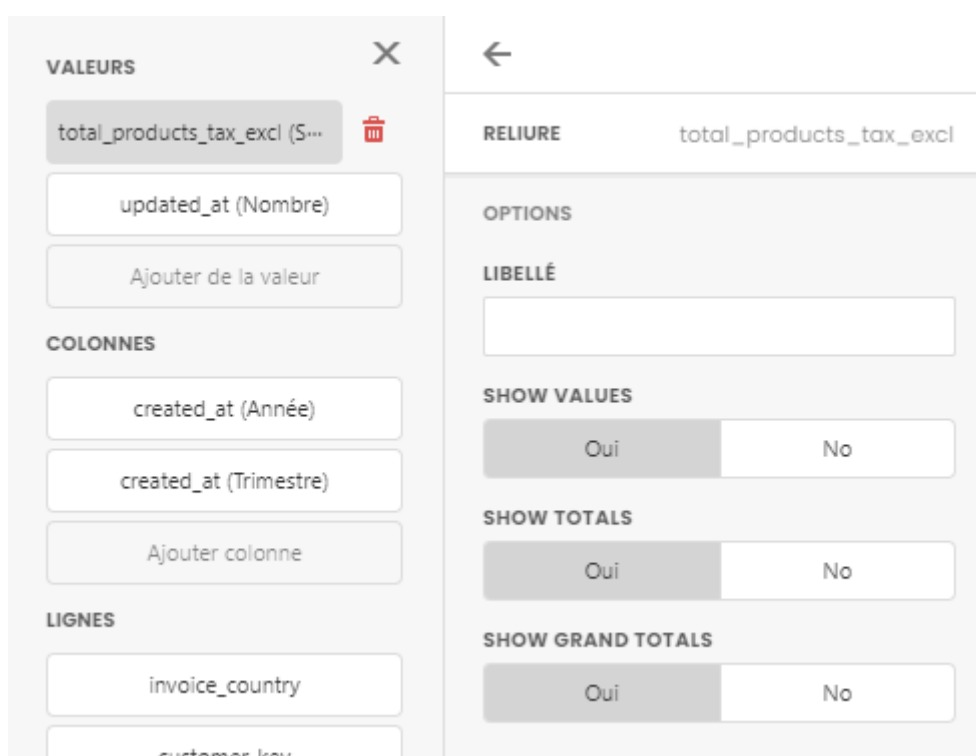 VALEURS
total_products_tax_excl (S...
updated_at (Nombre)
Ajouter de la valeur
COLONNES
created_at (Année)
created_at (Trimestre)
Ajouter colonne
LIGNES
invoice_country
customer_key
RELIURE total_products_tax_excl
OPTIONS
LIBELLÉ
SHOW VALUES
Oui No
SHOW TOTALS
Oui No
SHOW GRAND TOTALS
Oui No